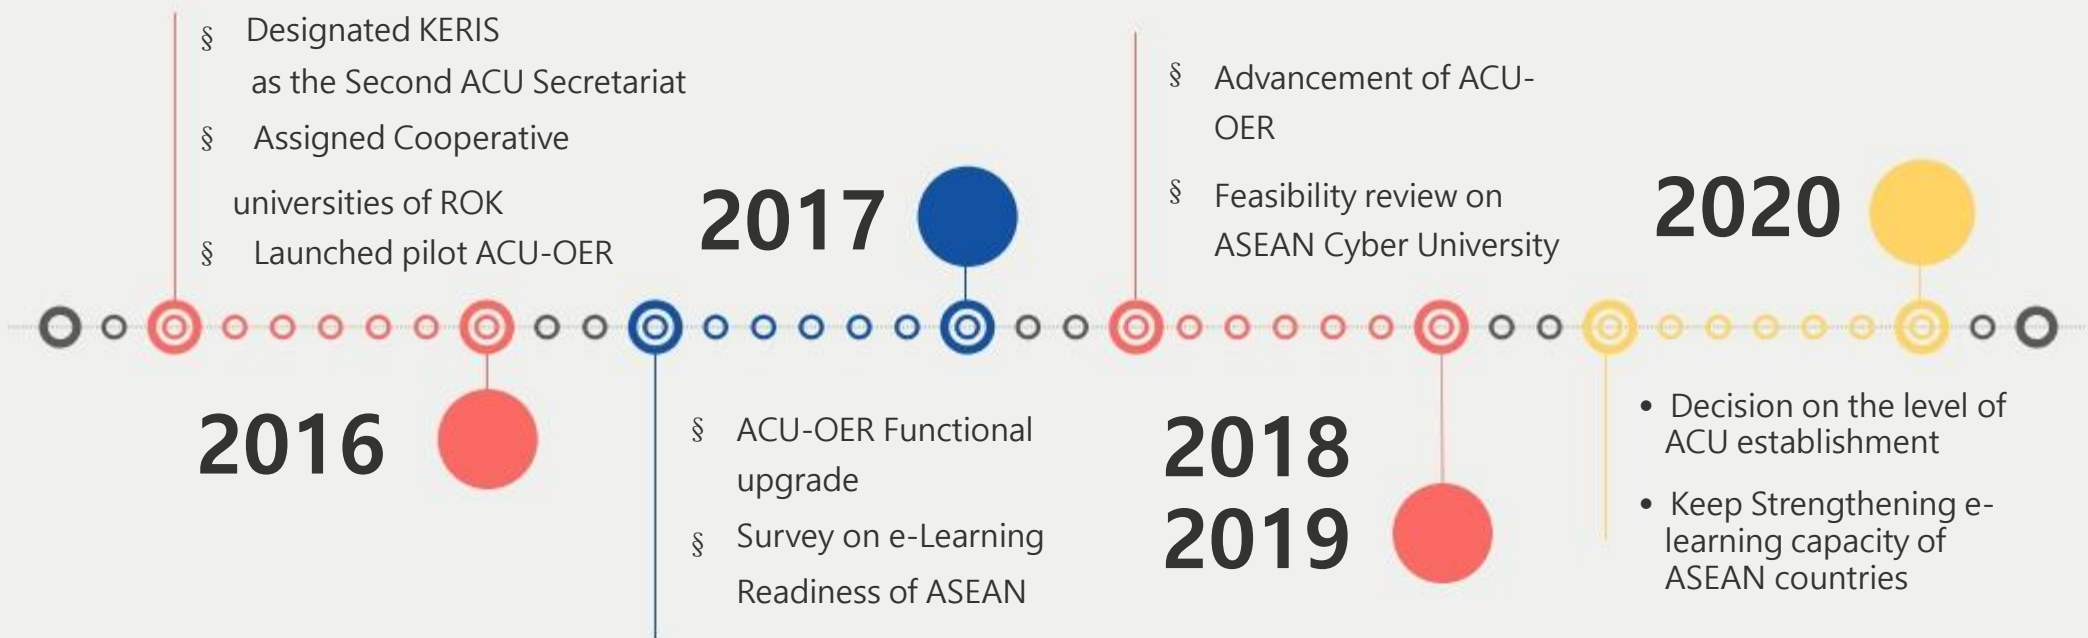 § Designated KERIS
as the Second ACU Secretariat
§ Assigned Cooperative
universities of ROK
§ Launched pilot ACU-OER
2016
2017
§ ACU-OER Functional
upgrade
§ Survey on e-Learning
Readiness of ASEAN
§ Advancement of ACU-
OER
§ Feasibility review on
ASEAN Cyber University
2018
2019
2020
• Decision on the level of
ACU establishment
• Keep Strengthening e-
learning capacity of
ASEAN countries